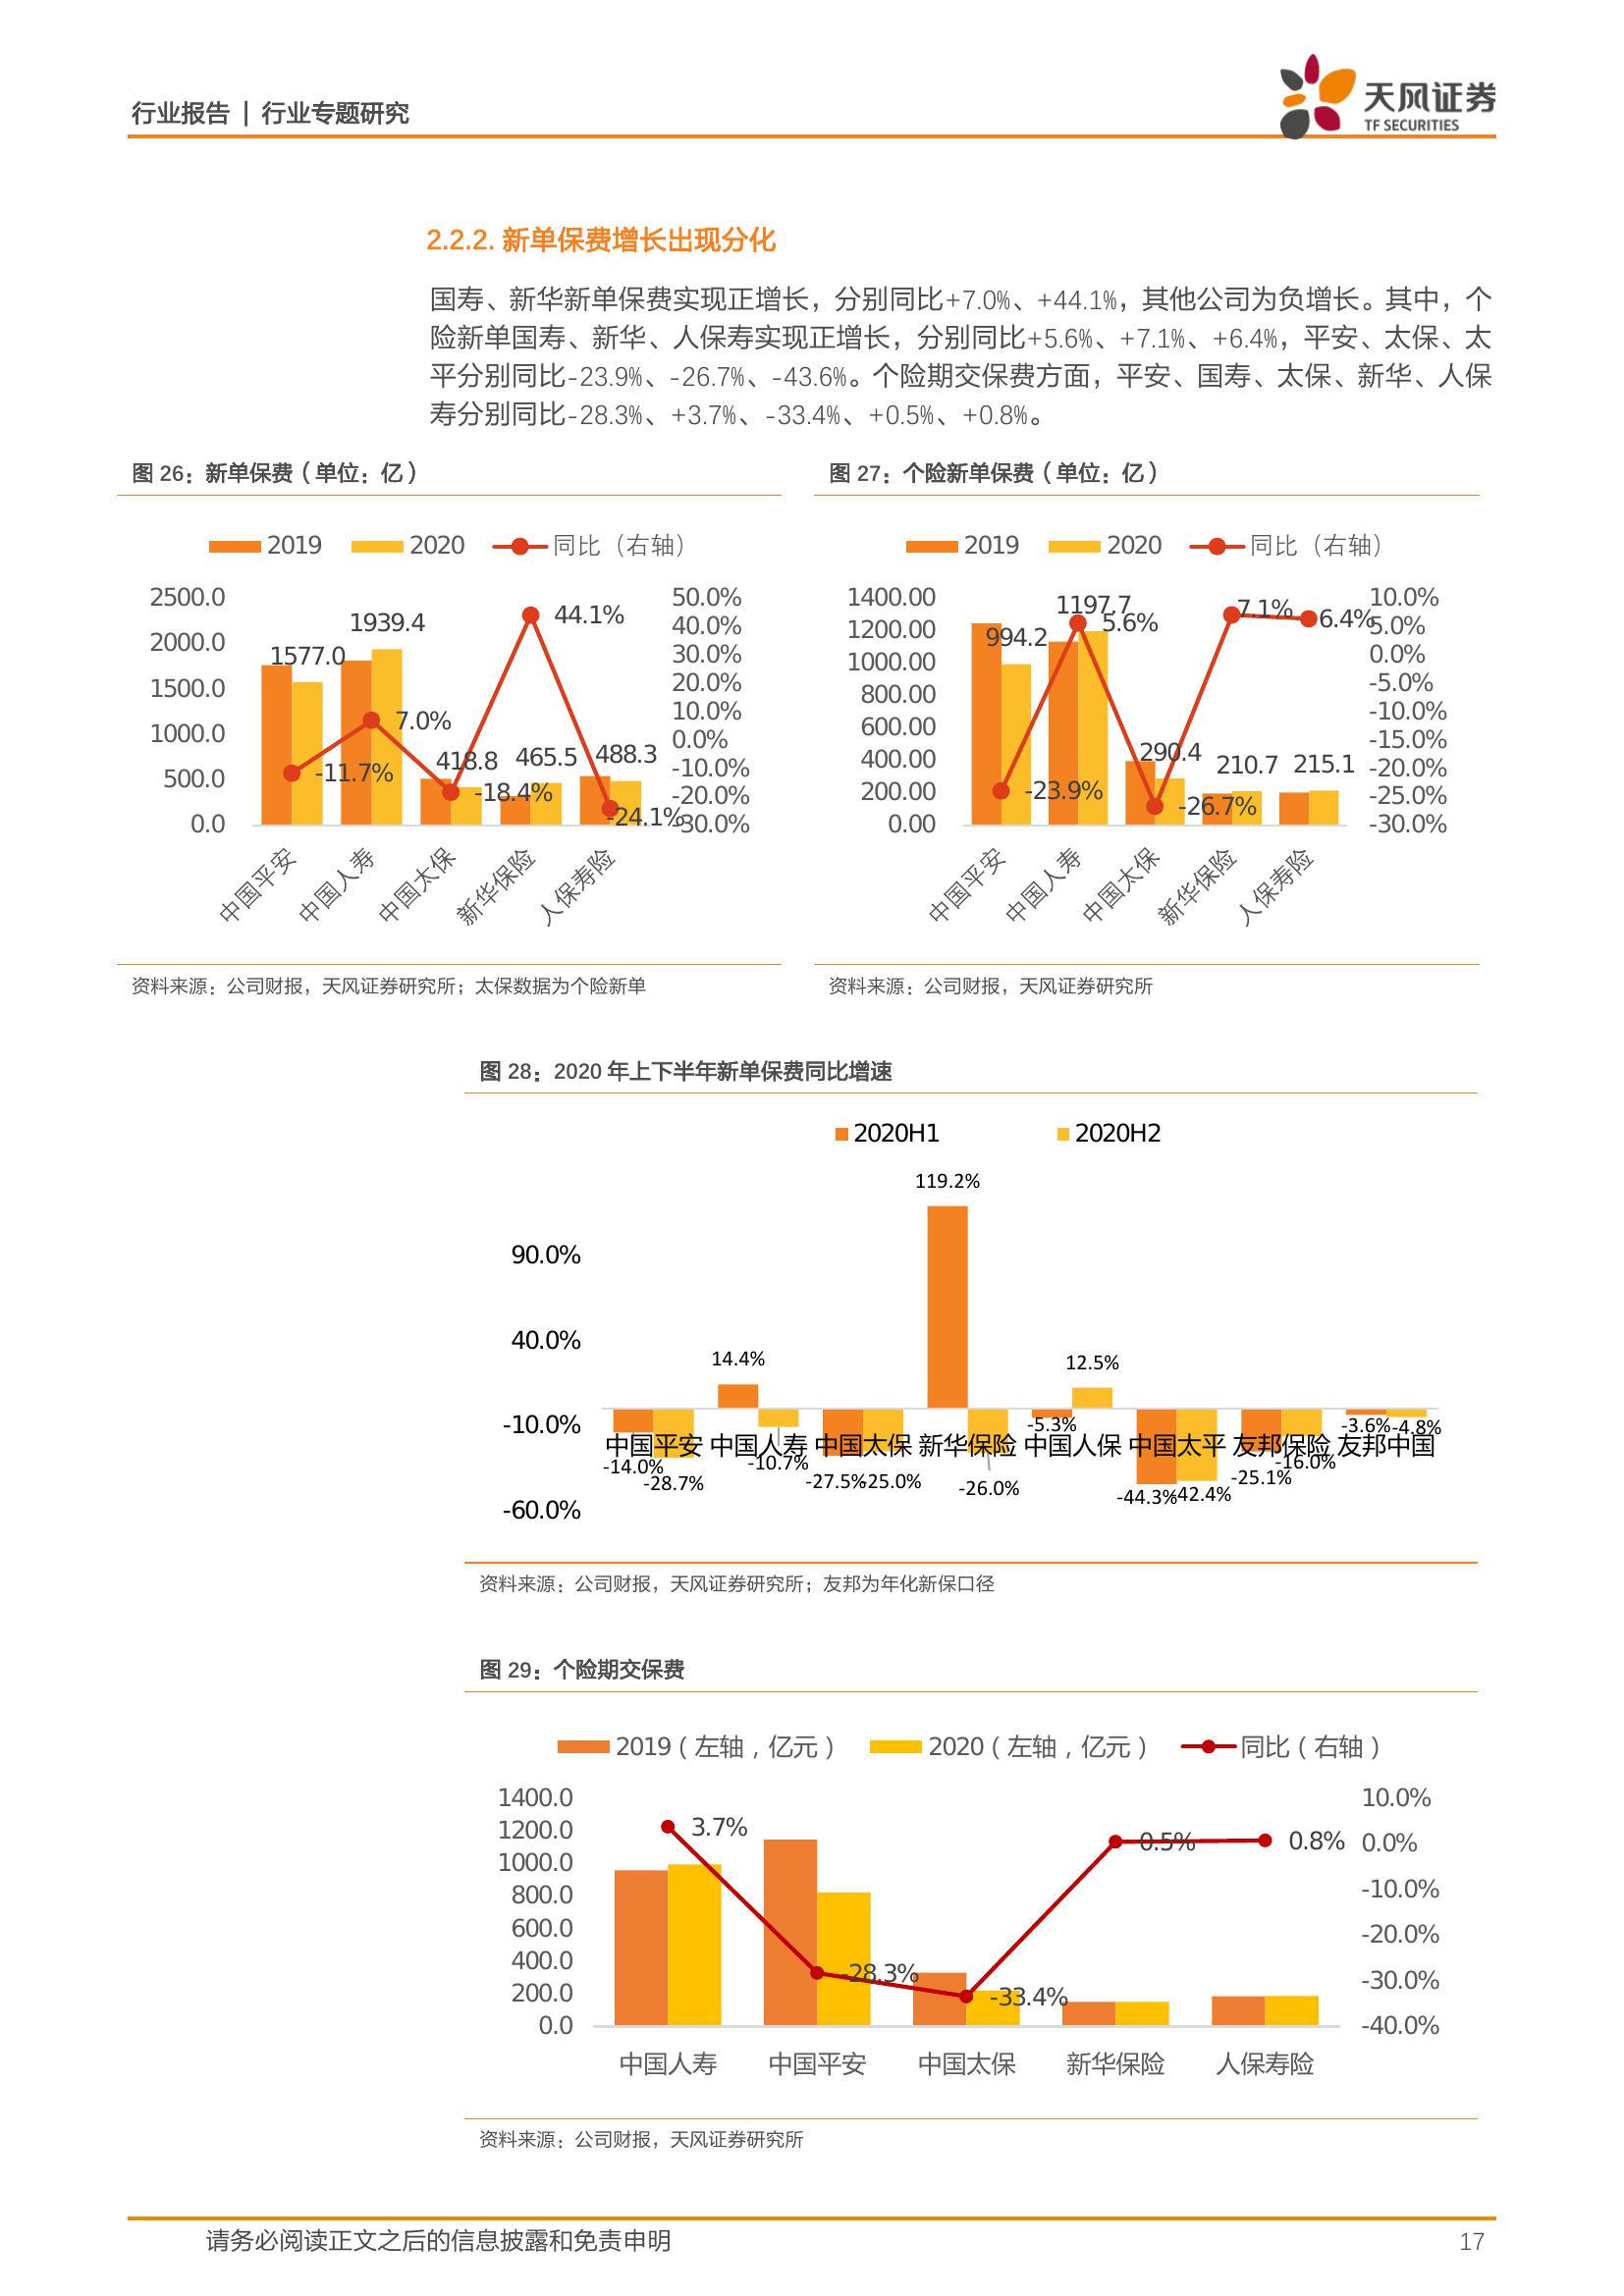 行业报告 | 行业专题研究
天风证券
TF SECURITIES
2.2.2. 新单保费增长出现分化
国寿、新华新单保费实现正增长，分别同比+7.0%、+44.1%，其他公司为负增长。其中，个
险新单国寿、新华、人保寿实现正增长，分别同比+5.6%、+7.1%、+6.4%，平安、太保、太
平分别同比-23.9%、-26.7%、-43.6%。个险期交保费方面，平安、国寿、太保、新华、人保
寿分别同比-28.3%、+3.7%、-33.4%、+0.5%、+0.8%。
图 26：新单保费（单位：亿）
2019 2020 同比（右轴）
2500.0
2000.0
1500.0
1000.0
500.0
0.0
1577.0
1939.4
418.8
465.5
488.3
-11.7%
7.0%
-18.4%
44.1%
-24.1%
50.0%
40.0%
30.0%
20.0%
10.0%
0.0%
-10.0%
-20.0%
-30.0%
中国平安
中国人寿
中国太保
新华保险
人保寿险
资料来源：公司财报，天风证券研究所；太保数据为个险新单
图 27：个险新单保费（单位：亿）
2019 2020 同比（右轴）
1400.00
1200.00
1000.00
800.00
600.00
400.00
200.00
0.00
994.2
1197.7
290.4
210.7
215.1
-23.9%
5.6%
-26.7%
7.1%
6.4%
10.0%
5.0%
0.0%
-5.0%
-10.0%
-15.0%
-20.0%
-25.0%
-30.0%
中国平安
中国人寿
中国太保
新华保险
人保寿险
资料来源：公司财报，天风证券研究所
图 28：2020 年上下半年新单保费同比增速
2020H1 2020H2
90.0%
40.0%
-10.0%
-60.0%
119.2%
14.4%
12.5%
-5.3%
-3.6%
-4.8%
中国平安 中国人寿 中国太保 新华保险 中国人保 中国太平 友邦保险 友邦中国
-14.0%
-28.7%
-10.7%
-27.5%
-25.0%
-26.0%
-44.3%
-42.4%
-25.1%
-16.0%
资料来源：公司财报，天风证券研究所；友邦为年化新保口径
图 29：个险期交保费
2019（左轴，亿元） 2020（左轴，亿元） 同比（右轴）
1400.0
1200.0
1000.0
800.0
600.0
400.0
200.0
0.0
3.7%
-28.3%
-33.4%
0.5%
0.8%
10.0%
0.0%
-10.0%
-20.0%
-30.0%
-40.0%
中国人寿 中国平安 中国太保 新华保险 人保寿险
资料来源：公司财报，天风证券研究所
请务必阅读正文之后的信息披露和免责申明 17